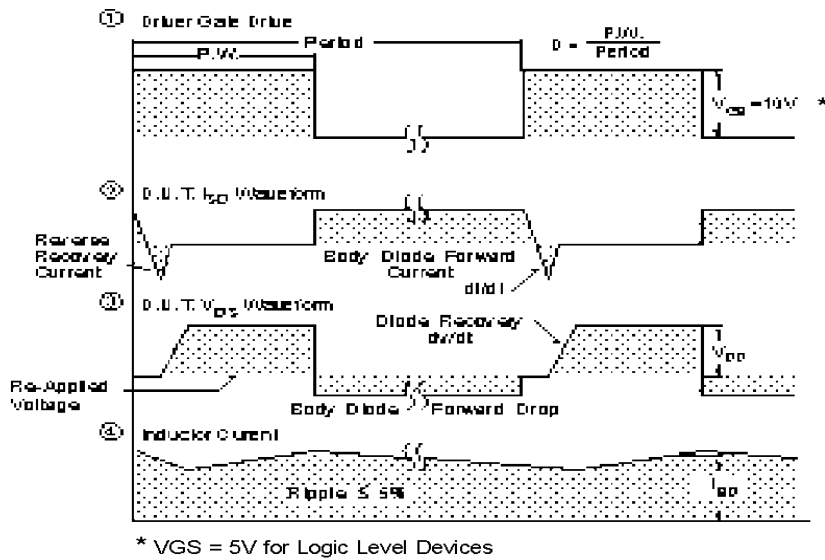 ① Driver Gate Drive
Period
P.W.
D = P.W. / Period
VGS=10V *
② D.U.T. ISD Waveform
Reverse
Recovery
Current
Body Diode Forward
Current
di/dt
③ D.U.T. VDS Waveform
Diode Recovery
dv/dt
VDD
Re-Applied
Voltage
Body Diode Forward Drop
④ Inductor Curent
Ripple ≤ 5%
ISD
* VGS = 5V for Logic Level Devices